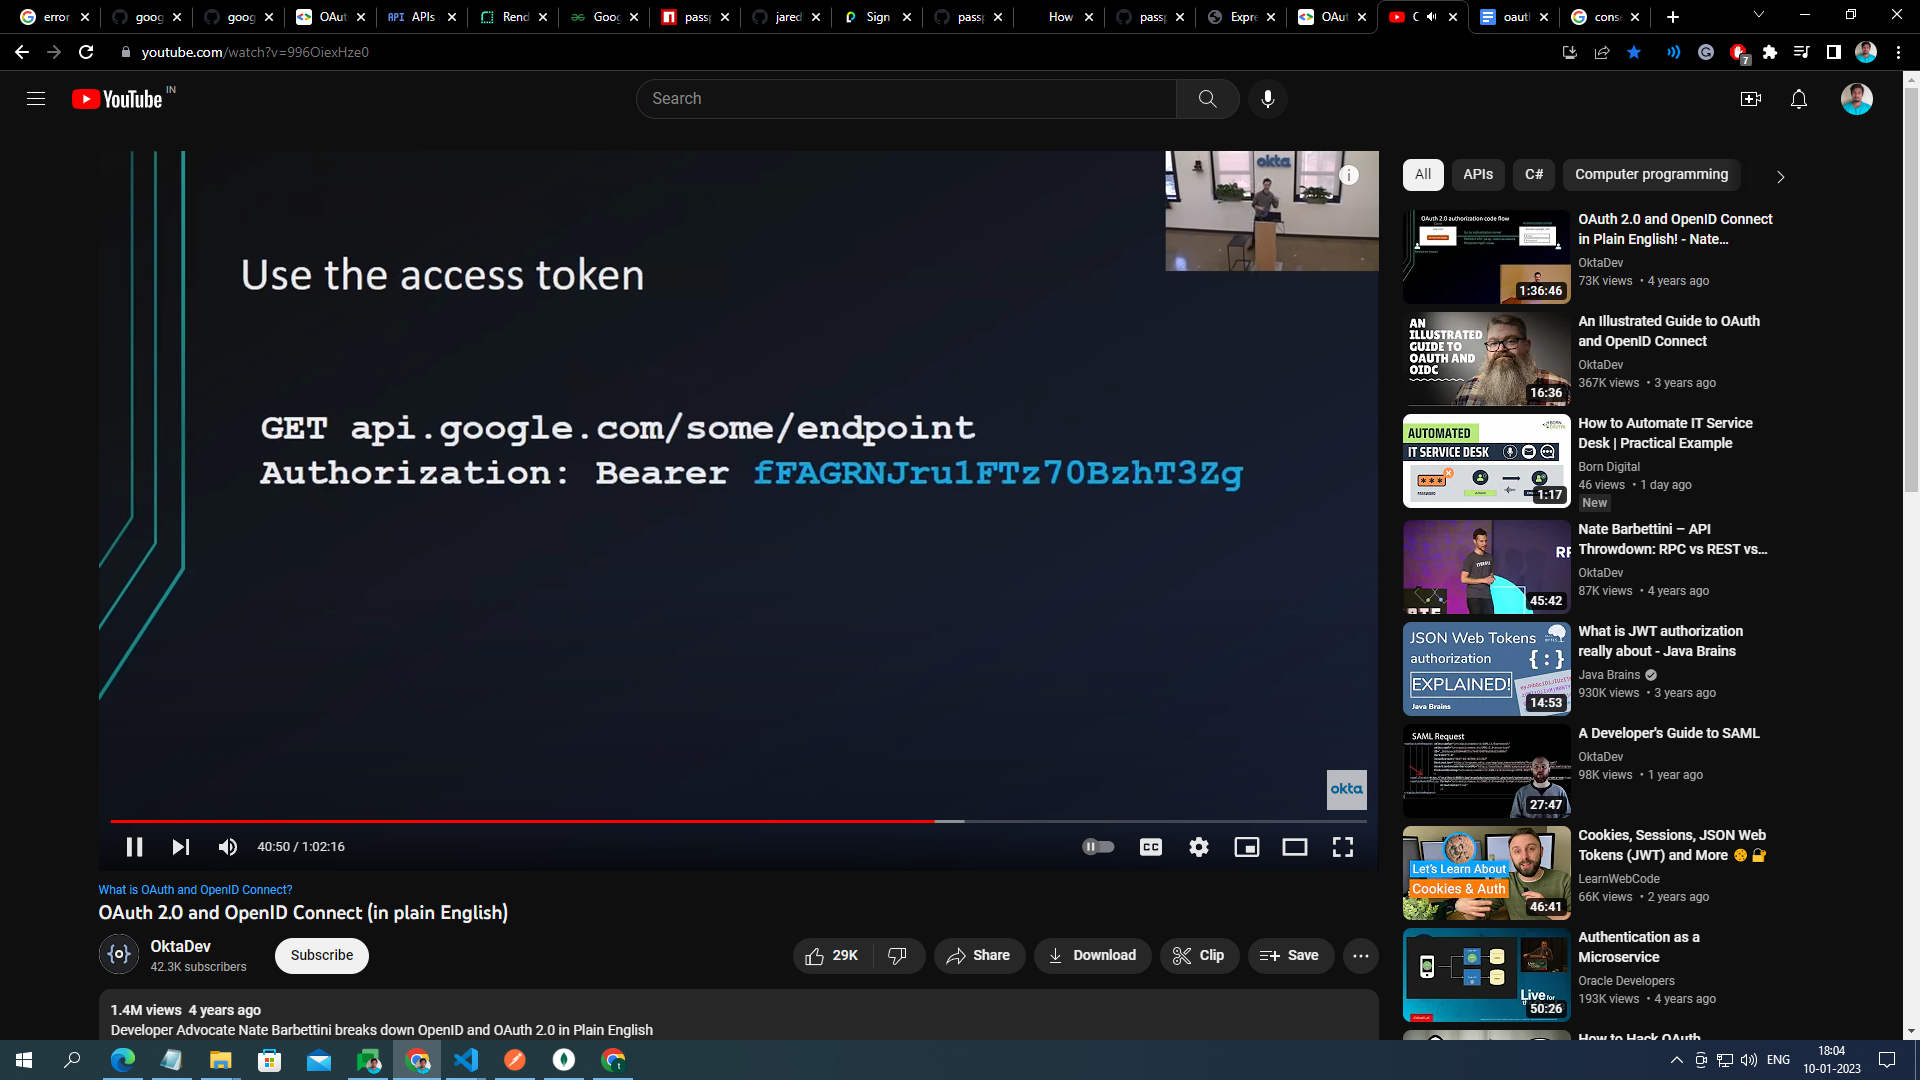 error
goog
goog
OAut
APIs
Rend
Goog
passp
jared
Sign
passp
How
passp
Expre
OAut
oaut
cons
youtube.com/watch?v=996OiexHze0
7
YouTube IN
Search
okta
Use the access token
GET api.google.com/some/endpoint
Authorization: Bearer fFAGRNJru1FTz70BzhT3Zg
okta
40:50 / 1:02:16
CC
What is OAuth and OpenID Connect?
OAuth 2.0 and OpenID Connect (in plain English)
OktaDev
42.3K subscribers
Subscribe
29K
Share
Download
Clip
Save
1.4M views 4 years ago
Developer Advocate Nate Barbettini breaks down OpenID and OAuth 2.0 in Plain English
All
APIs
C#
Computer programming
OAuth 2.0 authorization code flow
1:36:46
OAuth 2.0 and OpenID Connect
in Plain English! - Nate...
OktaDev
73K views • 4 years ago
AN
ILLUSTRATED
GUIDE TO
OAUTH AND
OIDC
16:36
An Illustrated Guide to OAuth
and OpenID Connect
OktaDev
367K views • 3 years ago
AUTOMATED
IT SERVICE DESK
1:17
How to Automate IT Service
Desk | Practical Example
Born Digital
46 views • 1 day ago
New
45:42
Nate Barbettini – API
Throwdown: RPC vs REST vs...
OktaDev
87K views • 4 years ago
JSON Web Tokens
authorization
{:}
EXPLAINED!
Java Brains
14:53
What is JWT authorization
really about - Java Brains
Java Brains
930K views • 3 years ago
SAML Request
27:47
A Developer's Guide to SAML
OktaDev
98K views • 1 year ago
Let's Learn About
Cookies & Auth
46:41
Cookies, Sessions, JSON Web
Tokens (JWT) and More
LearnWebCode
66K views • 2 years ago
Live for
50:26
Authentication as a
Microservice
Oracle Developers
193K views • 4 years ago
How to Hack OAuth
ENG
18:04
10-01-2023